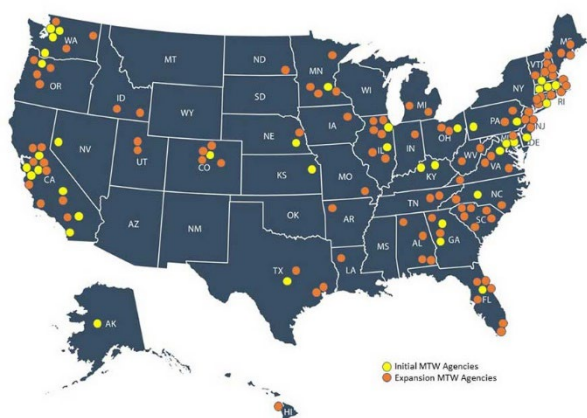 WA
MT
ND
MN
ME
VT
OR
ID
SD
WI
NY
RI
WY
MI
IA
PA
NJ
NE
OH
DE
NV
UT
IL
IN
WV
CO
KS
MO
KY
VA
CA
TN
NC
OK
AR
SC
AZ
NM
MS
AL
GA
TX
LA
FL
AK
HI
Initial MTW Agencies
Expansion MTW Agencies